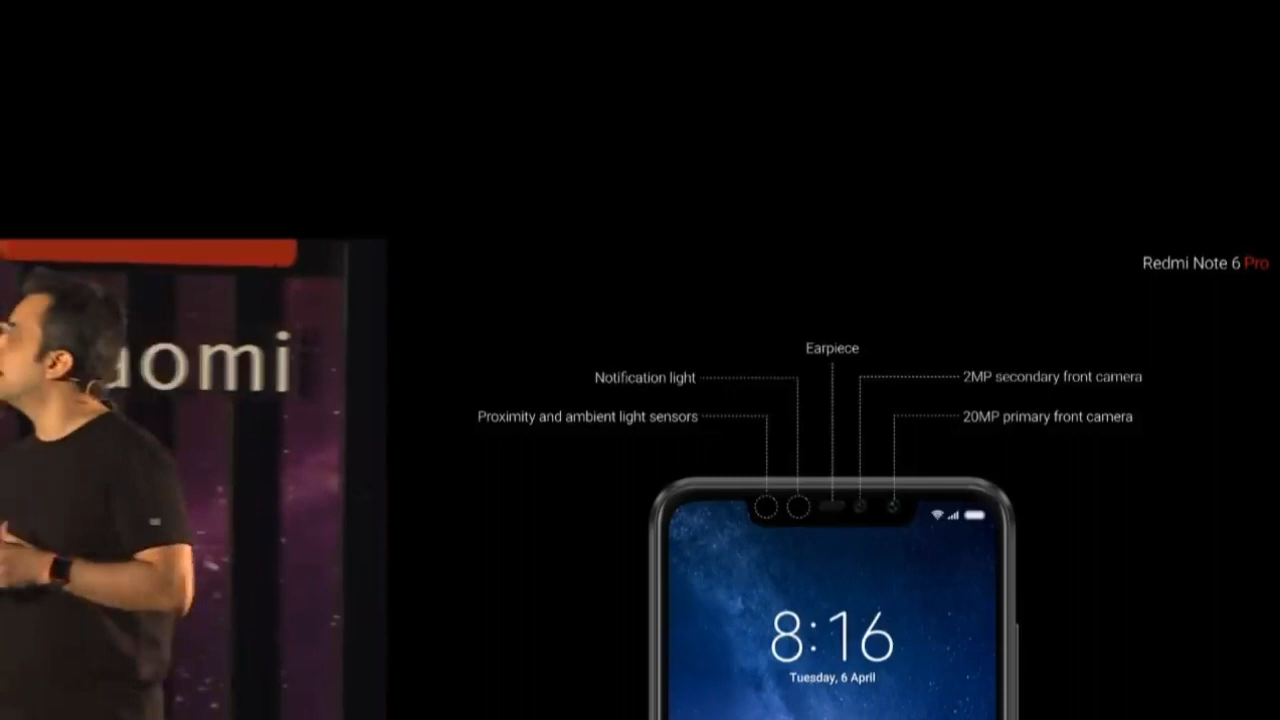 Redmi Note 6 Pro
aomi
Earpiece
Notification light
2MP secondary front camera
Proximity and ambient light sensors
20MP primary front camera
8:16
Tuesday, 6 April